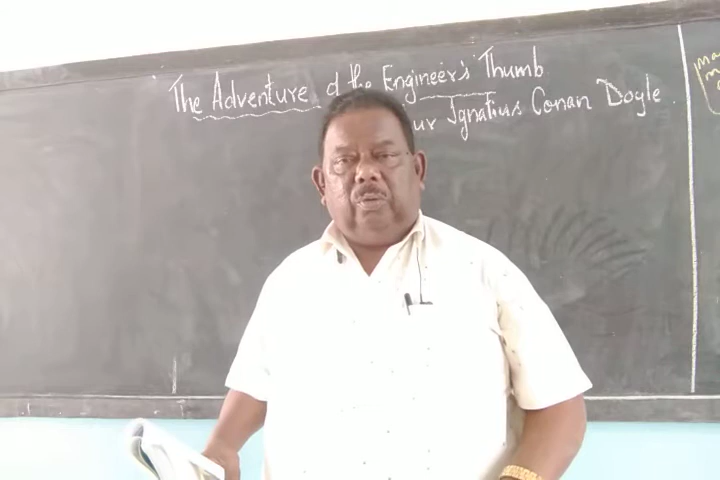 The Adventure of the Engineer's Thumb
ur Ignatius Conan Doyle.